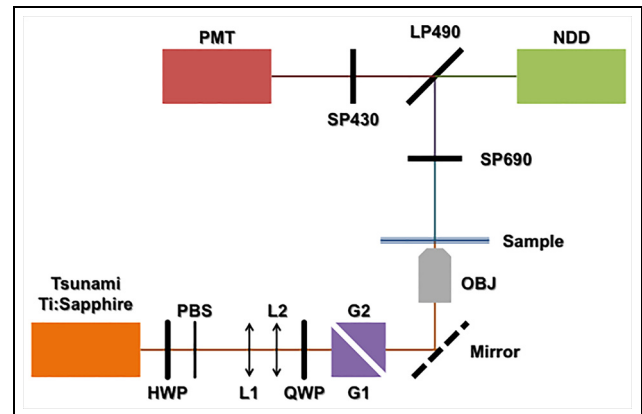 LP490
PMT
NDD
SP430
SP690
Sample
OBJ
Tsunami
Ti:Sapphire
PBS
L2
G2
Mirror
HWP
L1
QWP
G1